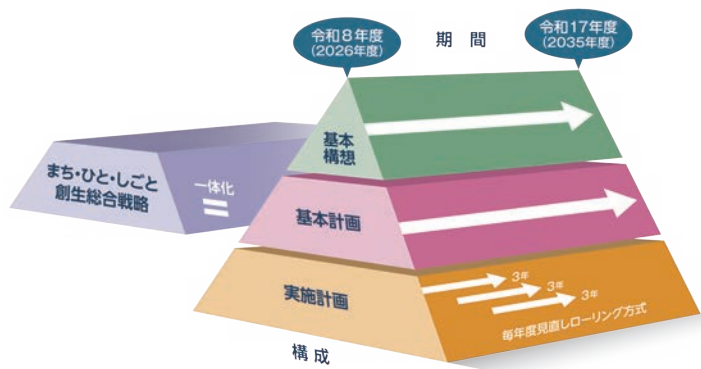 令和8年度
(2026年度)
期間
令和17年度
(2035年度)
基本
構想
まち・ひと・しごと
創生総合戦略
一体化
基本計画
実施計画
3年
3年
3年
毎年度見直しローリング方式
構成